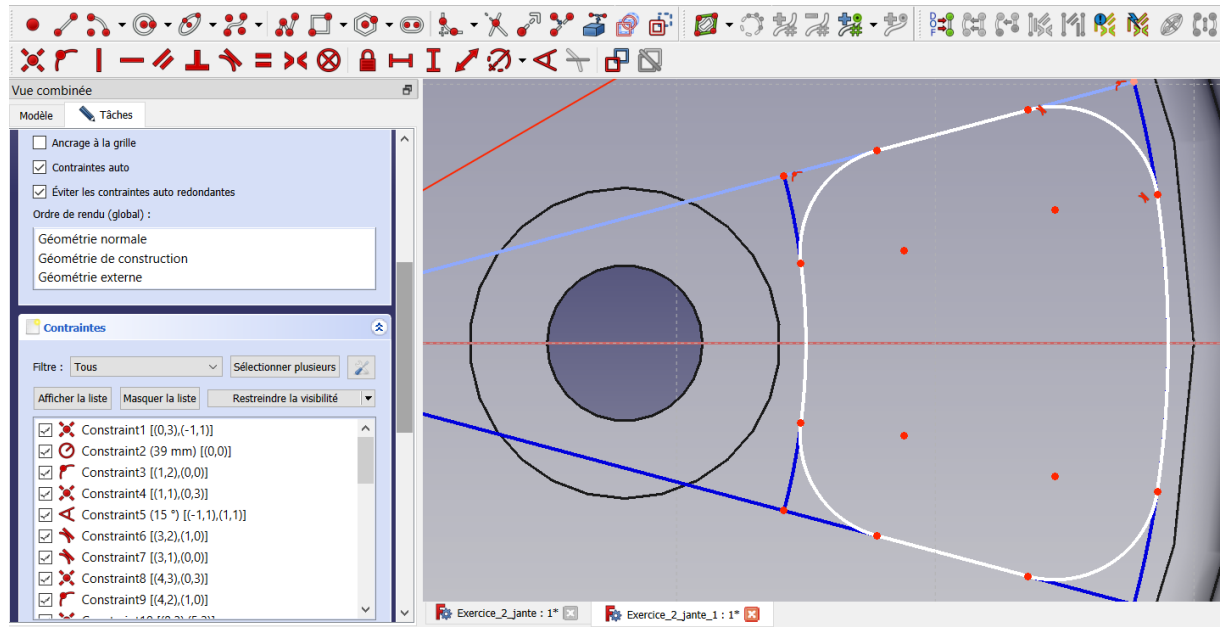 Vue combinée
Modèle
Tâches
Ancrage à la grille
Contraintes auto
Éviter les contraintes auto redondantes
Ordre de rendu (global) :
Géométrie normale
Géométrie de construction
Géométrie externe
Contraintes
Filtre : Tous Sélectionner plusieurs
Afficher la liste Masquer la liste Restreindre la visibilité
Constraint1 [(0,3),(-1,1)]
Constraint2 (39 mm) [(0,0)]
Constraint3 [(1,2),(0,0)]
Constraint4 [(1,1),(0,3)]
Constraint5 (15 °) [(-1,1),(1,1)]
Constraint6 [(3,2),(1,0)]
Constraint7 [(3,1),(0,0)]
Constraint8 [(4,3),(0,3)]
Constraint9 [(4,2),(1,0)]
Exercice_2_jante : 1*
Exercice_2_jante_1 : 1*